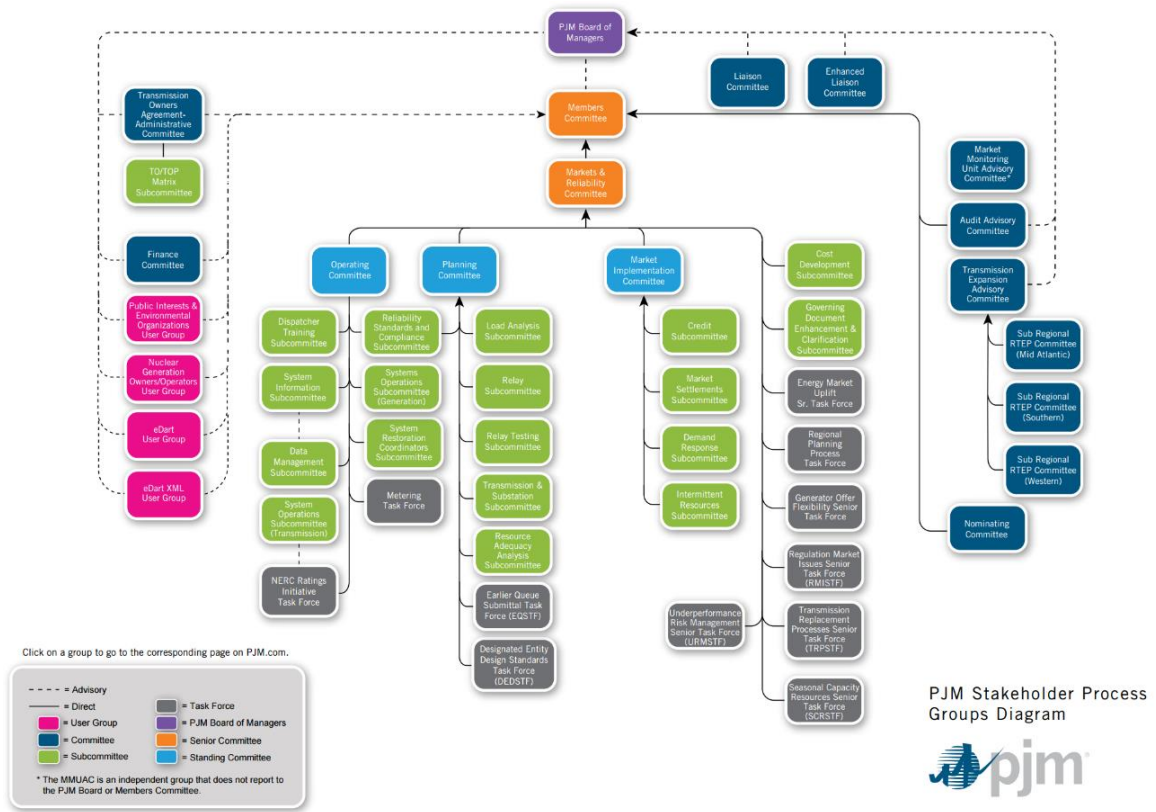 PJM Board of
Managers
Liaison
Committee
Enhanced
Liaison
Committee
Transmission
Owners
Agreement-
Administrative
Committee
Members
Committee
TO/TOP
Matrix
Subcommittee
Markets &
Reliability
Committee
Market
Monitoring
Unit Advisory
Committee*
Audit Advisory
Committee
Finance
Committee
Operating
Committee
Planning
Committee
Market
Implementation
Committee
Cost
Development
Subcommittee
Transmission
Expansion
Advisory
Committee
Public Interests &
Environmental
Organizations
User Group
Nuclear
Generation
Owners/Operators
User Group
eDart
User Group
eDart XML
User Group
Dispatcher
Training
Subcommittee
System
Information
Subcommittee
Data
Management
Subcommittee
System
Operations
Subcommittee
(Transmission)
NERC Ratings
Initiative
Task Force
Reliability
Standards and
Compliance
Subcommittee
Systems
Operations
Subcommittee
(Generation)
System
Restoration
Coordinators
Subcommittee
Metering
Task Force
Load Analysis
Subcommittee
Relay
Subcommittee
Relay Testing
Subcommittee
Transmission &
Substation
Subcommittee
Resource
Adequacy
Analysis
Subcommittee
Earlier Queue
Submittal Task
Force (EQSTF)
Designated Entity
Design Standards
Task Force
(DEDSTF)
Credit
Subcommittee
Market
Settlements
Subcommittee
Demand
Response
Subcommittee
Intermittent
Resources
Subcommittee
Governing
Document
Enhancement &
Clarification
Subcommittee
Energy Market
Uplift
Sr. Task Force
Regional
Planning
Process
Task Force
Generator Offer
Flexibility Senior
Task Force
Regulation Market
Issues Senior
Task Force
(RMISTF)
Underperformance
Risk Management
Senior Task Force
(URMSTF)
Transmission
Replacement
Processes Senior
Task Force
(TRPSTF)
Seasonal Capacity
Resources Senior
Task Force
(SCRSTF)
Sub Regional
RTEP Committee
(Mid Atlantic)
Sub Regional
RTEP Committee
(Southern)
Sub Regional
RTEP Committee
(Western)
Nominating
Committee
Click on a group to go to the corresponding page on PJM.com.
= Advisory
= Direct
= User Group
= Committee
= Subcommittee
= Task Force
= PJM Board of Managers
= Senior Committee
= Standing Committee
* The MMUAC is an independent group that does not report to
the PJM Board or Members Committee.
PJM Stakeholder Process
Groups Diagram
pjm